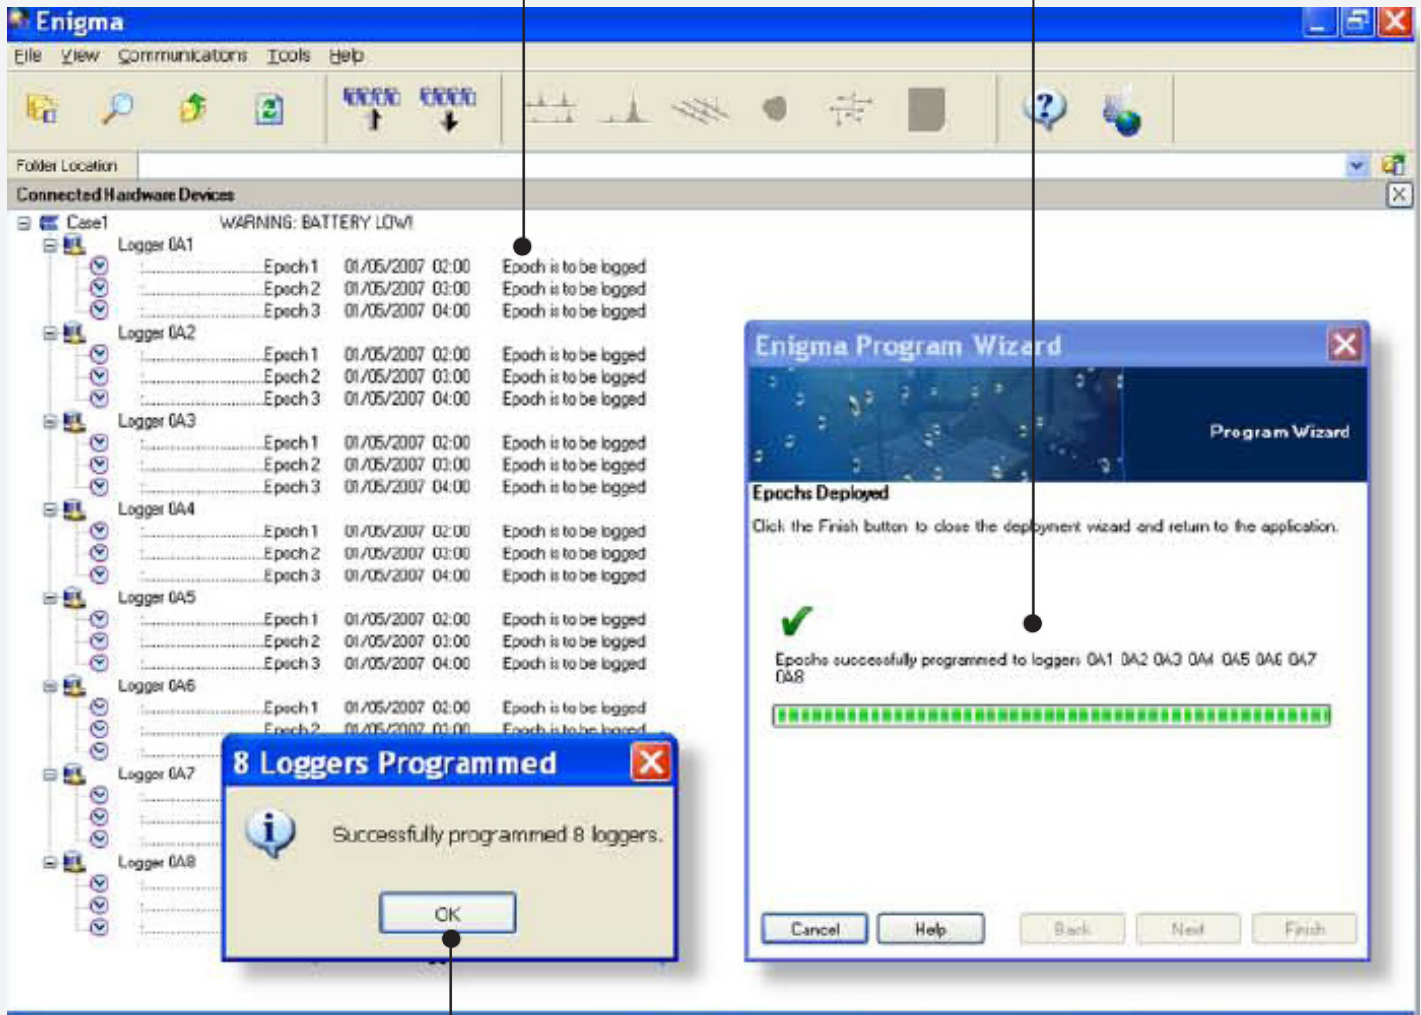 Enigma
File View Communications Tools Help
Folder Location
Connected Hardware Devices
Case1 WARNING: BATTERY LOW!
Logger 0A1
Epoch 1 01/05/2007 02:00 Epoch is to be logged
Epoch 2 01/05/2007 03:00 Epoch is to be logged
Epoch 3 01/05/2007 04:00 Epoch is to be logged
Logger 0A2
Epoch 1 01/05/2007 02:00 Epoch is to be logged
Epoch 2 01/05/2007 03:00 Epoch is to be logged
Epoch 3 01/05/2007 04:00 Epoch is to be logged
Logger 0A3
Epoch 1 01/05/2007 02:00 Epoch is to be logged
Epoch 2 01/05/2007 03:00 Epoch is to be logged
Epoch 3 01/05/2007 04:00 Epoch is to be logged
Logger 0A4
Epoch 1 01/05/2007 02:00 Epoch is to be logged
Epoch 2 01/05/2007 03:00 Epoch is to be logged
Epoch 3 01/05/2007 04:00 Epoch is to be logged
Logger 0A5
Epoch 1 01/05/2007 02:00 Epoch is to be logged
Epoch 2 01/05/2007 03:00 Epoch is to be logged
Epoch 3 01/05/2007 04:00 Epoch is to be logged
Logger 0A6
Epoch 1 01/05/2007 02:00 Epoch is to be logged
Epoch 2 01/05/2007 03:00 Epoch is to be logged
Logger 0A7
Logger 0A8
8 Loggers Programmed
Successfully programmed 8 loggers.
OK
Enigma Program Wizard
Program Wizard
Epochs Deployed
Click the Finish button to close the deployment wizard and return to the application.
Epochs successfully programmed to loggers 0A1 0A2 0A3 0A4 0A5 0A6 0A7
0A8
Cancel Help Back Next Finish